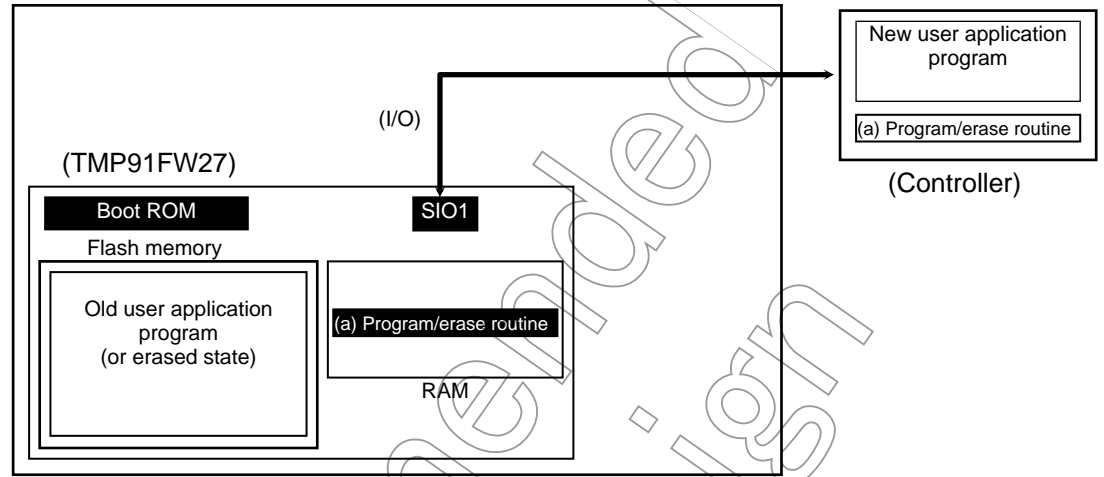 New user application
program
(I/O)
(a) Program/erase routine
(TMP91FW27)
(Controller)
Boot ROM
SIO1
Flash memory
Old user application
program
(or erased state)
(a) Program/erase routine
RAM